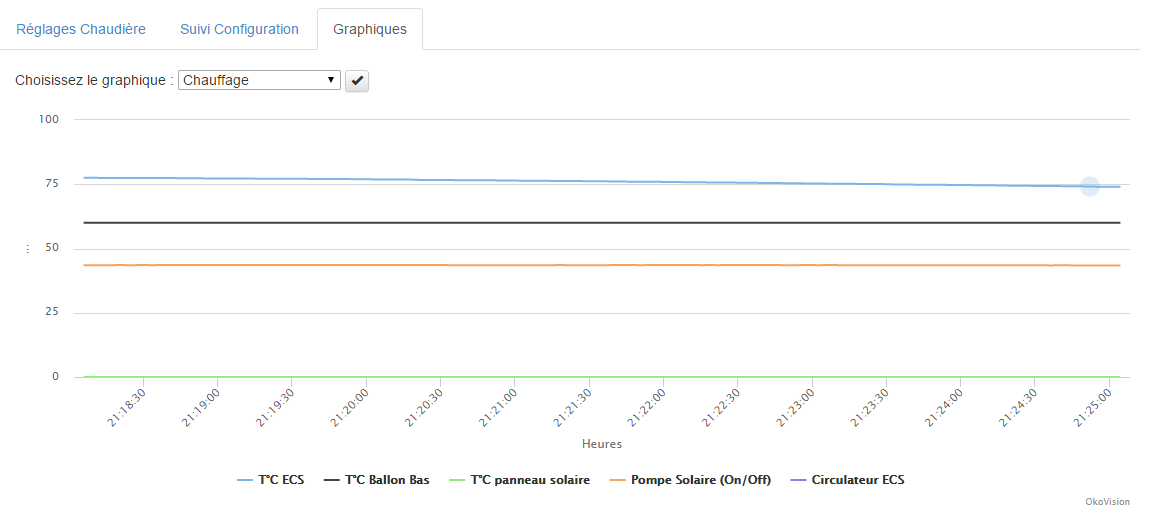 Réglages Chaudière Suivi Configuration Graphiques
Choisissez le graphique : Chauffage
100
75
50
...
25
0
21:18:30 21:19:00 21:19:30 21:20:00 21:20:30 21:21:00 21:21:30 21:22:00 21:22:30 21:23:00 21:23:30 21:24:00 21:24:30 21:25:00
Heures
T°C ECS T°C Ballon Bas T°C panneau solaire Pompe Solaire (On/Off) Circulateur ECS
OkoVision